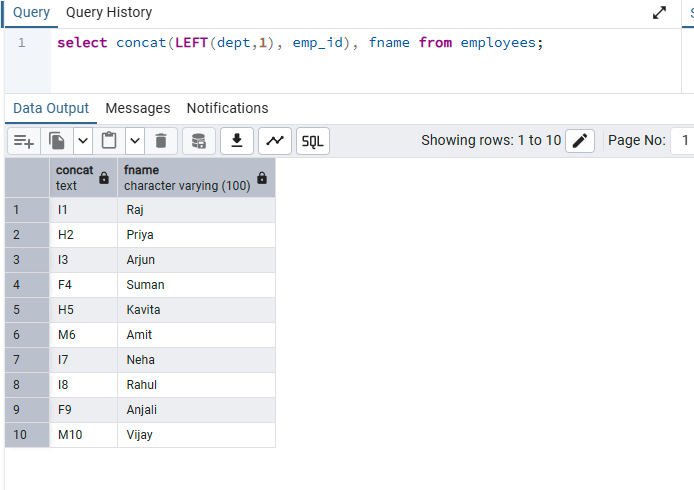 Query Query History
1 select concat(LEFT(dept,1), emp_id), fname from employees;
Data Output Messages Notifications
SQL Showing rows: 1 to 10 Page No: 1
concat fname
text character varying (100)
1 I1 Raj
2 H2 Priya
3 I3 Arjun
4 F4 Suman
5 H5 Kavita
6 M6 Amit
7 I7 Neha
8 I8 Rahul
9 F9 Anjali
10 M10 Vijay